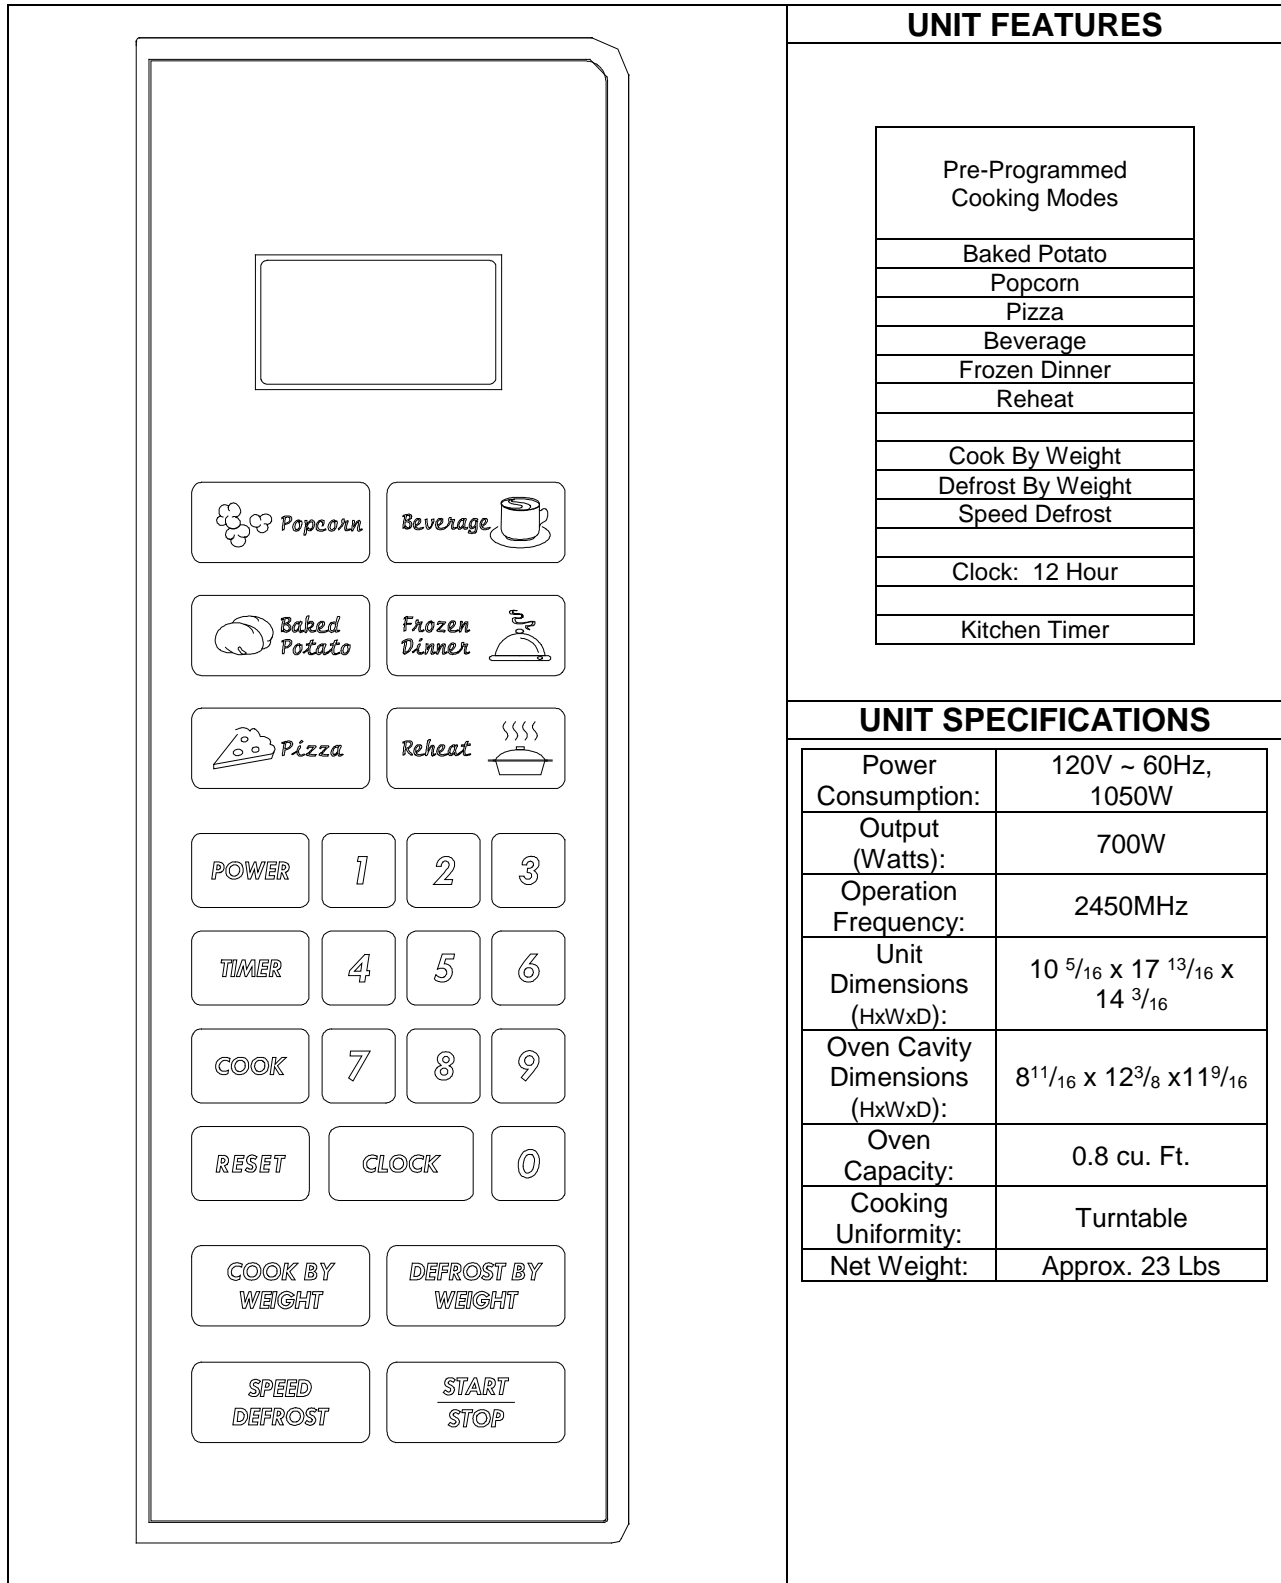 Popcorn
Beverage
Baked
Potato
Frozen
Dinner
Pizza
Reheat
POWER 1 2 3
TIMER 4 5 6
COOK 7 8 9
RESET CLOCK 0
COOK BY
WEIGHT
DEFROST BY
WEIGHT
SPEED
DEFROST
START
STOP
UNIT FEATURES
Pre-Programmed
Cooking Modes
Baked Potato
Popcorn
Pizza
Beverage
Frozen Dinner
Reheat
Cook By Weight
Defrost By Weight
Speed Defrost
Clock: 12 Hour
Kitchen Timer
UNIT SPECIFICATIONS
Power
Consumption:
120V ~ 60Hz,
1050W
Output
(Watts):
700W
Operation
Frequency:
2450MHz
Unit
Dimensions
(HxWxD):
10 5/16 x 17 13/16 x
14 3/16
Oven Cavity
Dimensions
(HxWxD):
8 11/16 x 12 3/8 x11 9/16
Oven
Capacity:
0.8 cu. Ft.
Cooking
Uniformity:
Turntable
Net Weight:
Approx. 23 Lbs